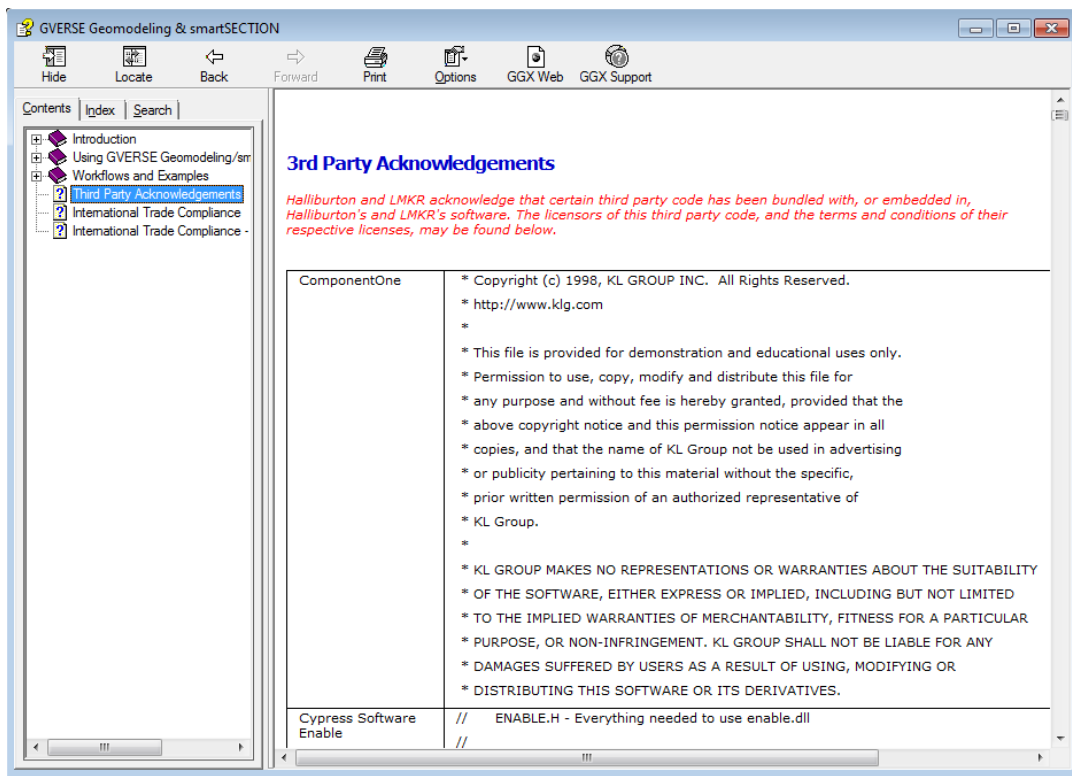 GVERSE Geomodeling & smartSECTION
Hide Locate Back Forward Print Options GGX Web GGX Support
Contents Index Search
Introduction
Using GVERSE Geomodeling/sm
Workflows and Examples
Third Party Acknowledgements
International Trade Compliance
International Trade Compliance -
3rd Party Acknowledgements
Halliburton and LMKR acknowledge that certain third party code has been bundled with, or embedded in,
Halliburton's and LMKR's software. The licensors of this third party code, and the terms and conditions of their
respective licenses, may be found below.
ComponentOne
* Copyright (c) 1998, KL GROUP INC. All Rights Reserved.
* http://www.klg.com
*
* This file is provided for demonstration and educational uses only.
* Permission to use, copy, modify and distribute this file for
* any purpose and without fee is hereby granted, provided that the
* above copyright notice and this permission notice appear in all
* copies, and that the name of KL Group not be used in advertising
* or publicity pertaining to this material without the specific,
* prior written permission of an authorized representative of
* KL Group.
*
* KL GROUP MAKES NO REPRESENTATIONS OR WARRANTIES ABOUT THE SUITABILITY
* OF THE SOFTWARE, EITHER EXPRESS OR IMPLIED, INCLUDING BUT NOT LIMITED
* TO THE IMPLIED WARRANTIES OF MERCHANTABILITY, FITNESS FOR A PARTICULAR
* PURPOSE, OR NON-INFRINGEMENT. KL GROUP SHALL NOT BE LIABLE FOR ANY
* DAMAGES SUFFERED BY USERS AS A RESULT OF USING, MODIFYING OR
* DISTRIBUTING THIS SOFTWARE OR ITS DERIVATIVES.
Cypress Software
Enable
// ENABLE.H - Everything needed to use enable.dll
//